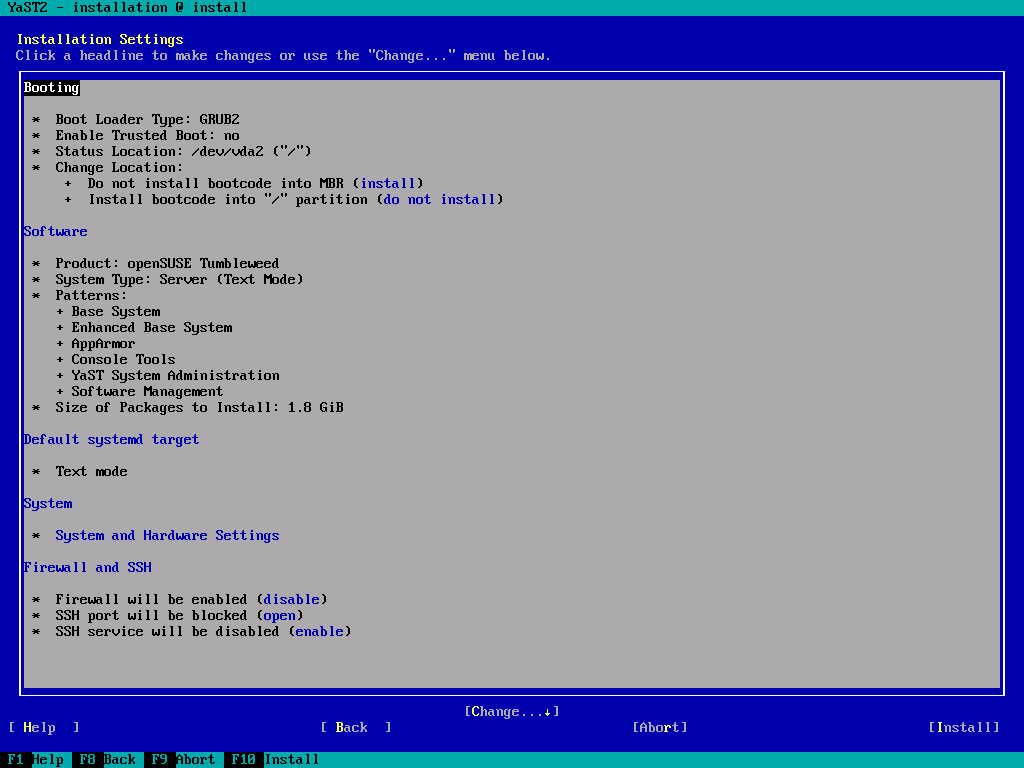 YaST2 - installation @ install
Installation Settings
Click a headline to make changes or use the "Change..." menu below.
Booting
* Boot Loader Type: GRUB2
* Enable Trusted Boot: no
* Status Location: /dev/vda2 ("/")
* Change Location:
+ Do not install bootcode into MBR (install)
+ Install bootcode into "/" partition (do not install)
Software
* Product: openSUSE Tumbleweed
* System Type: Server (Text Mode)
* Patterns:
+ Base System
+ Enhanced Base System
+ AppArmor
+ Console Tools
+ YaST System Administration
+ Software Management
* Size of Packages to Install: 1.8 GiB
Default systemd target
* Text mode
System
* System and Hardware Settings
Firewall and SSH
* Firewall will be enabled (disable)
* SSH port will be blocked (open)
* SSH service will be disabled (enable)
[Change...↓]
[ Help ] [ Back ] [Abort] [Install]
F1 Help F8 Back F9 Abort F10 Install